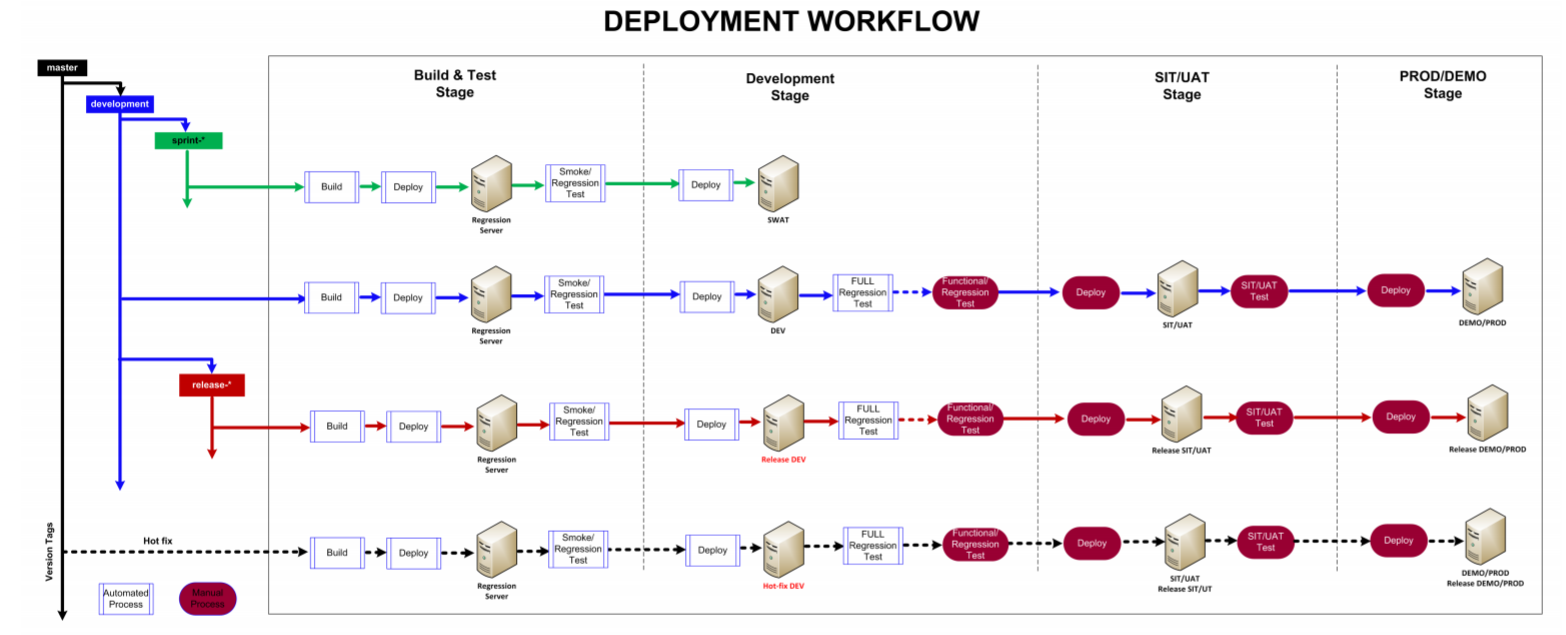 DEPLOYMENT WORKFLOW
master
development
sprint-*
release-*
Build & Test
Stage
Development
Stage
SIT/UAT
Stage
PROD/DEMO
Stage
Build
Deploy
Regression
Server
Smoke/
Regression
Test
Deploy
SWAT
Build
Deploy
Regression
Server
Smoke/
Regression
Test
Deploy
DEV
FULL
Regression
Test
Functional/
Regression
Test
Deploy
SIT/UAT
SIT/UAT
Test
Deploy
DEMO/PROD
Build
Deploy
Regression
Server
Smoke/
Regression
Test
Deploy
Release DEV
FULL
Regression
Test
Functional/
Regression
Test
Deploy
Release SIT/UAT
SIT/UAT
Test
Deploy
Release DEMO/PROD
Version Tags
Hot fix
Build
Deploy
Regression
Server
Smoke/
Regression
Test
Deploy
Hot-fix DEV
FULL
Regression
Test
Functional/
Regression
Test
Deploy
SIT/UAT
Release SIT/UT
SIT/UAT
Test
Deploy
DEMO/PROD
Release DEMO/PROD
Automated
Process
Manual
Process